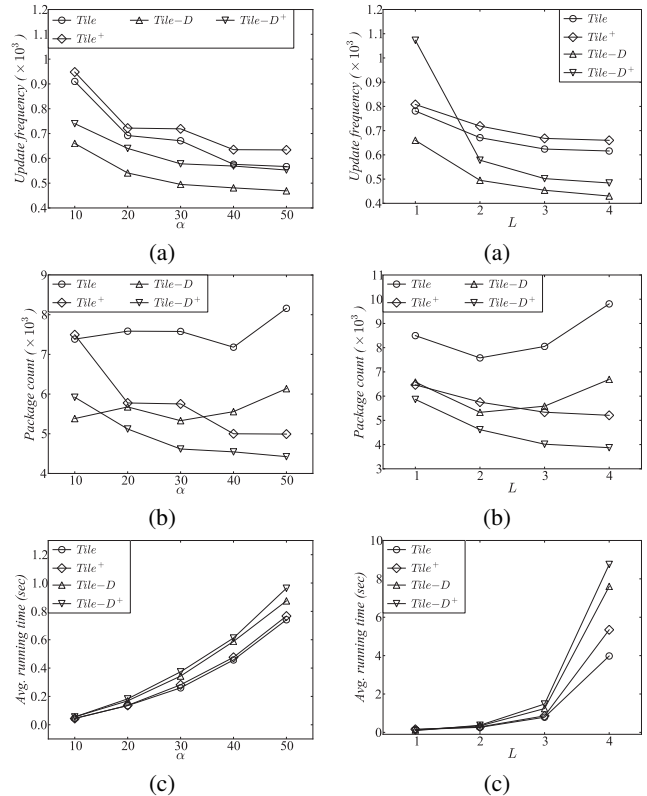 Tile Tile−D Tile−D⁺
Tile⁺
Update frequency (×10³)
1.2
1.1
1
0.9
0.8
0.7
0.6
0.5
0.4
10 20 30 40 50
α
(a)
Tile
Tile⁺
Tile−D
Tile−D⁺
Update frequency (×10³)
1.2
1.1
1
0.9
0.8
0.7
0.6
0.5
0.4
1 2 3 4
L
(a)
Tile Tile−D
Tile⁺ Tile−D⁺
Package count (×10³)
9
8
7
6
5
4
10 20 30 40 50
α
(b)
Tile Tile−D
Tile⁺ Tile−D⁺
Package count (×10³)
11
10
9
8
7
6
5
4
3
1 2 3 4
L
(b)
Tile
Tile⁺
Tile−D
Tile−D⁺
Avg. running time (sec)
1.2
1.0
0.8
0.6
0.4
0.2
0.0
10 20 30 40 50
α
(c)
Tile
Tile⁺
Tile−D
Tile−D⁺
Avg. running time (sec)
10
8
6
4
2
0
1 2 3 4
L
(c)